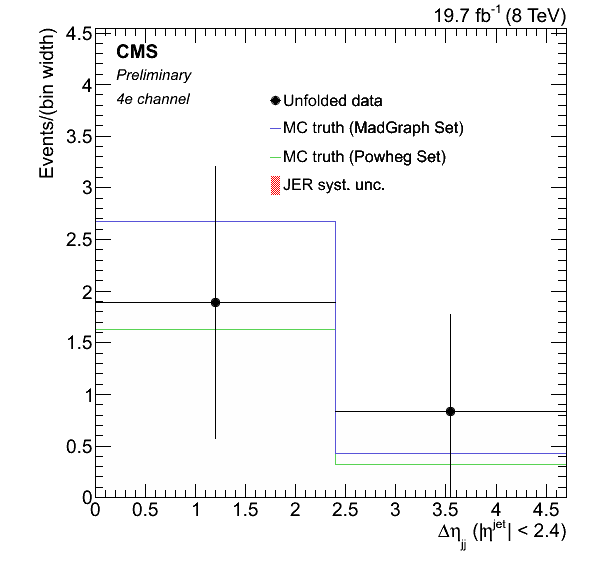 19.7 fb⁻¹ (8 TeV)
CMS
Preliminary
4e channel
Unfolded data
MC truth (MadGraph Set)
MC truth (Powheg Set)
JER syst. unc.
Events/(bin width)
4.5
4
3.5
3
2.5
2
1.5
1
0.5
0
0 0.5 1 1.5 2 2.5 3 3.5 4 4.5
Δη_jj (|η^jet| < 2.4)